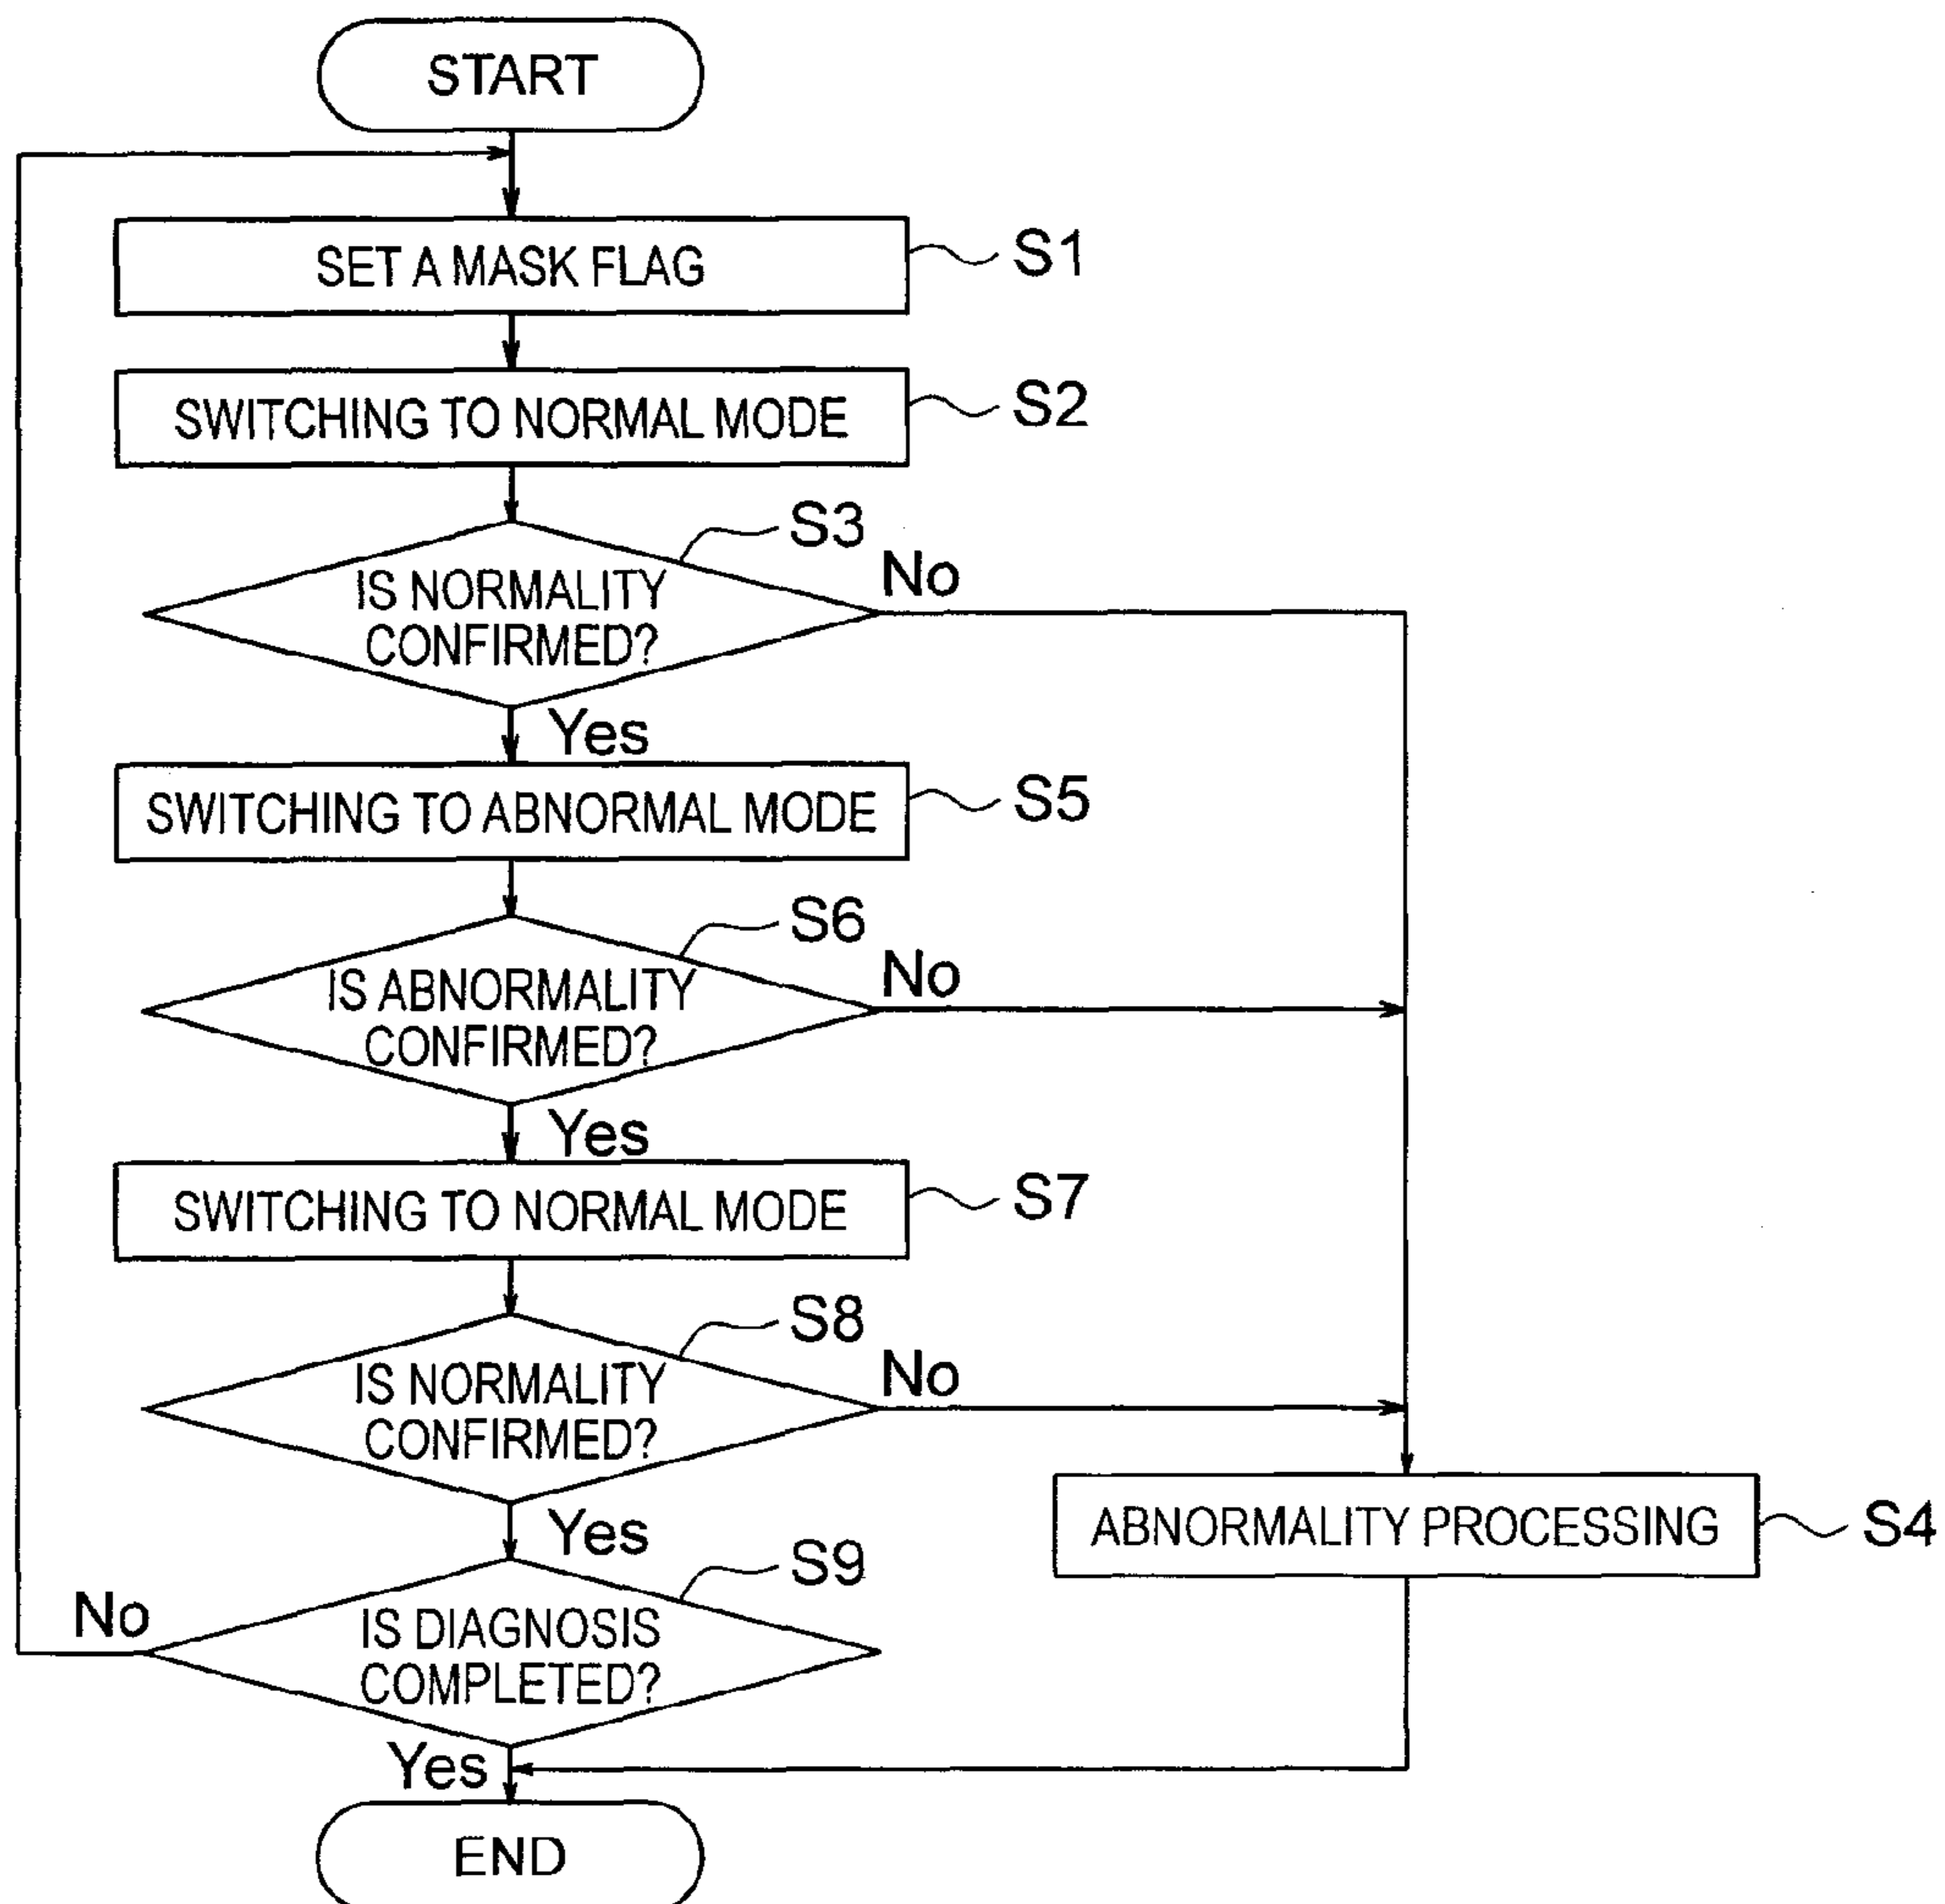 START
SET A MASK FLAG
S1
SWITCHING TO NORMAL MODE
S2
S3
IS NORMALITY
CONFIRMED?
No
Yes
SWITCHING TO ABNORMAL MODE
S5
S6
IS ABNORMALITY
CONFIRMED?
No
Yes
SWITCHING TO NORMAL MODE
S7
S8
IS NORMALITY
CONFIRMED?
No
Yes
ABNORMALITY PROCESSING
S4
S9
IS DIAGNOSIS
COMPLETED?
No
Yes
END